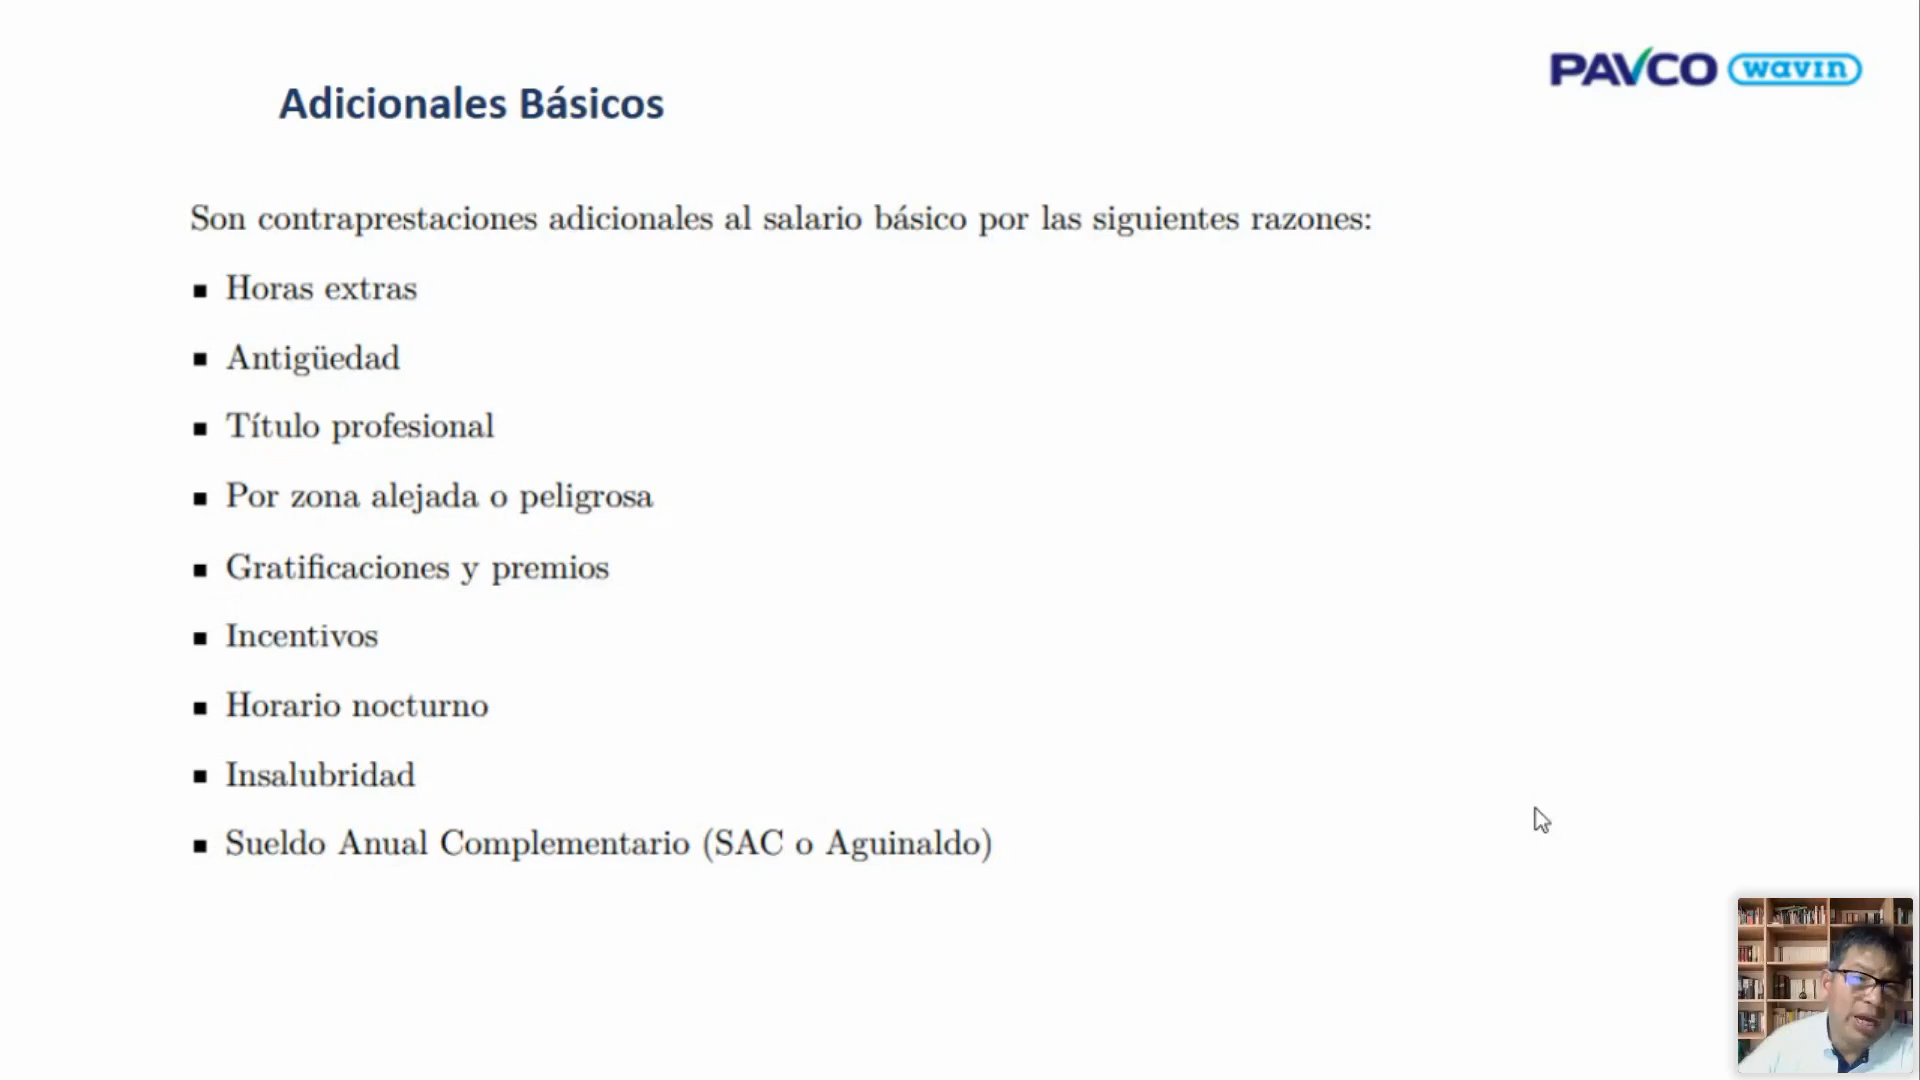 PAVCO wavin
Adicionales Básicos
Son contraprestaciones adicionales al salario básico por las siguientes razones:
▪ Horas extras
▪ Antigüedad
▪ Título profesional
▪ Por zona alejada o peligrosa
▪ Gratificaciones y premios
▪ Incentivos
▪ Horario nocturno
▪ Insalubridad
▪ Sueldo Anual Complementario (SAC o Aguinaldo)